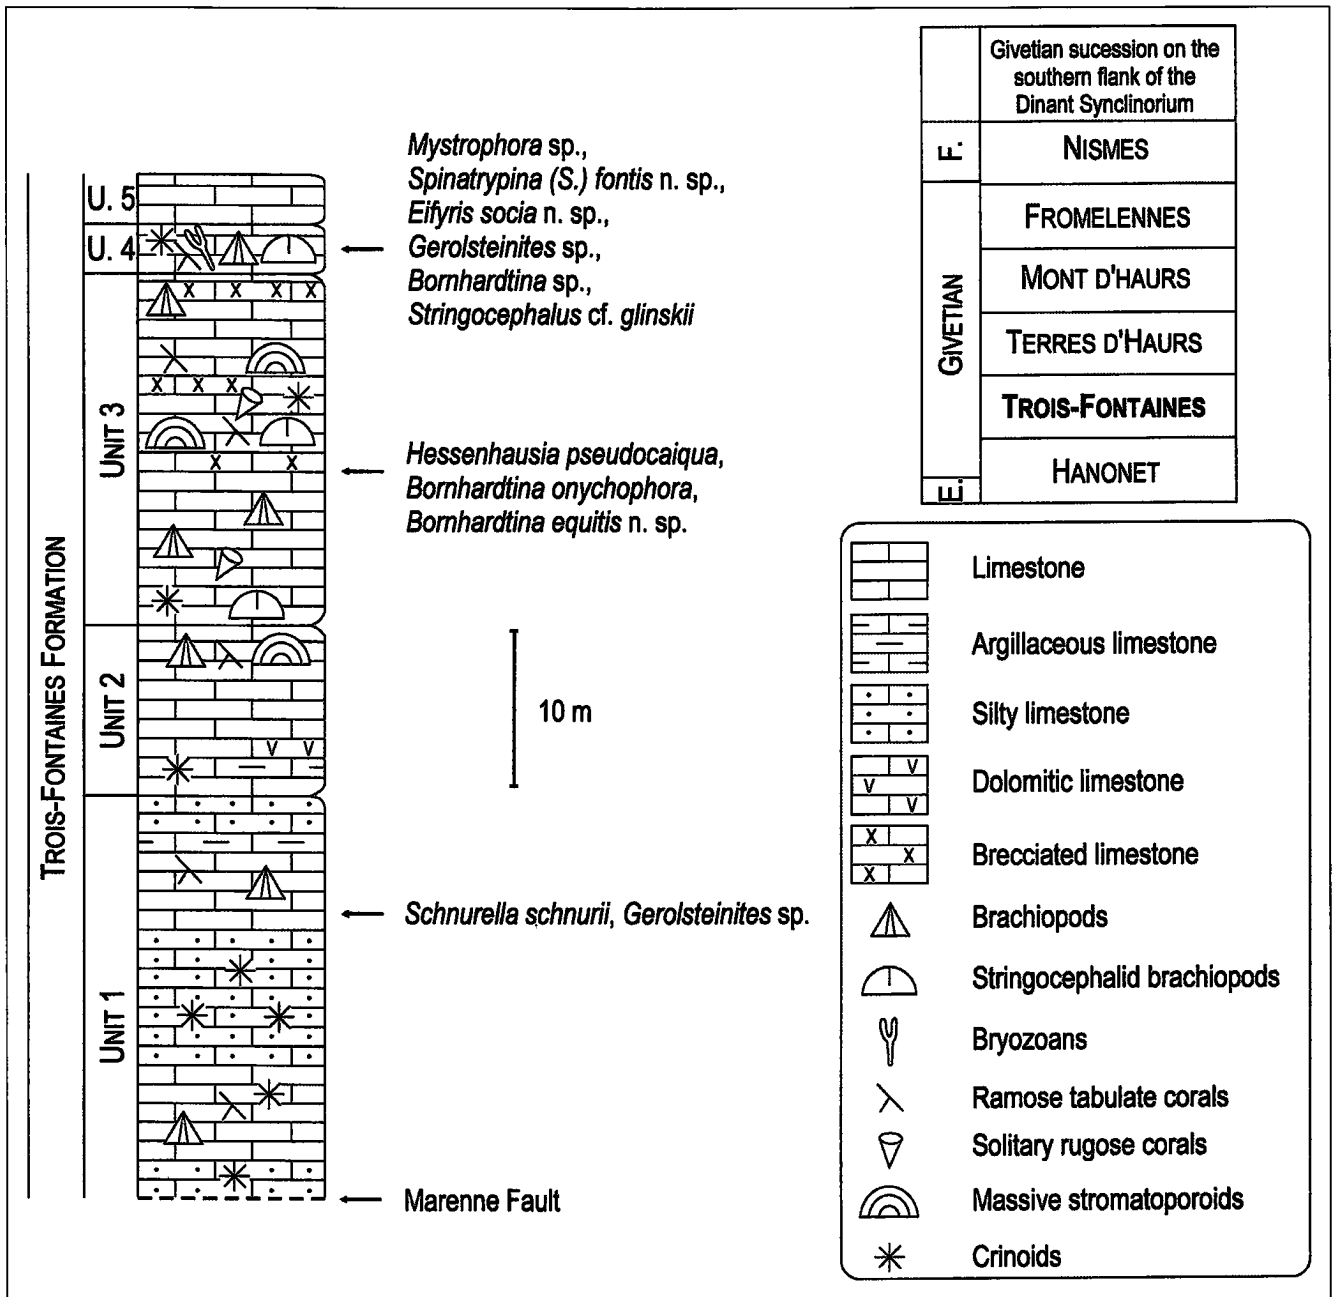 Givetian sucession on the
southern flank of the
Dinant Synclinorium
F.
NISMES
GIVETIAN
FROMELENNES
MONT D'HAURS
TERRES D'HAURS
TROIS-FONTAINES
E.
HANONET
TROIS-FONTAINES FORMATION
U. 5
U. 4
UNIT 3
UNIT 2
UNIT 1
Mystrophora sp.,
Spinatrypina (S.) fontis n. sp.,
Eifyris socia n. sp.,
Gerolsteinites sp.,
Bornhardtina sp.,
Stringocephalus cf. glinskii
Hessenhausia pseudocaiqua,
Bornhardtina onychophora,
Bornhardtina equitis n. sp.
10 m
Schnurella schnurii, Gerolsteinites sp.
Marenne Fault
Limestone
Argillaceous limestone
Silty limestone
Dolomitic limestone
Brecciated limestone
Brachiopods
Stringocephalid brachiopods
Bryozoans
Ramose tabulate corals
Solitary rugose corals
Massive stromatoporoids
Crinoids